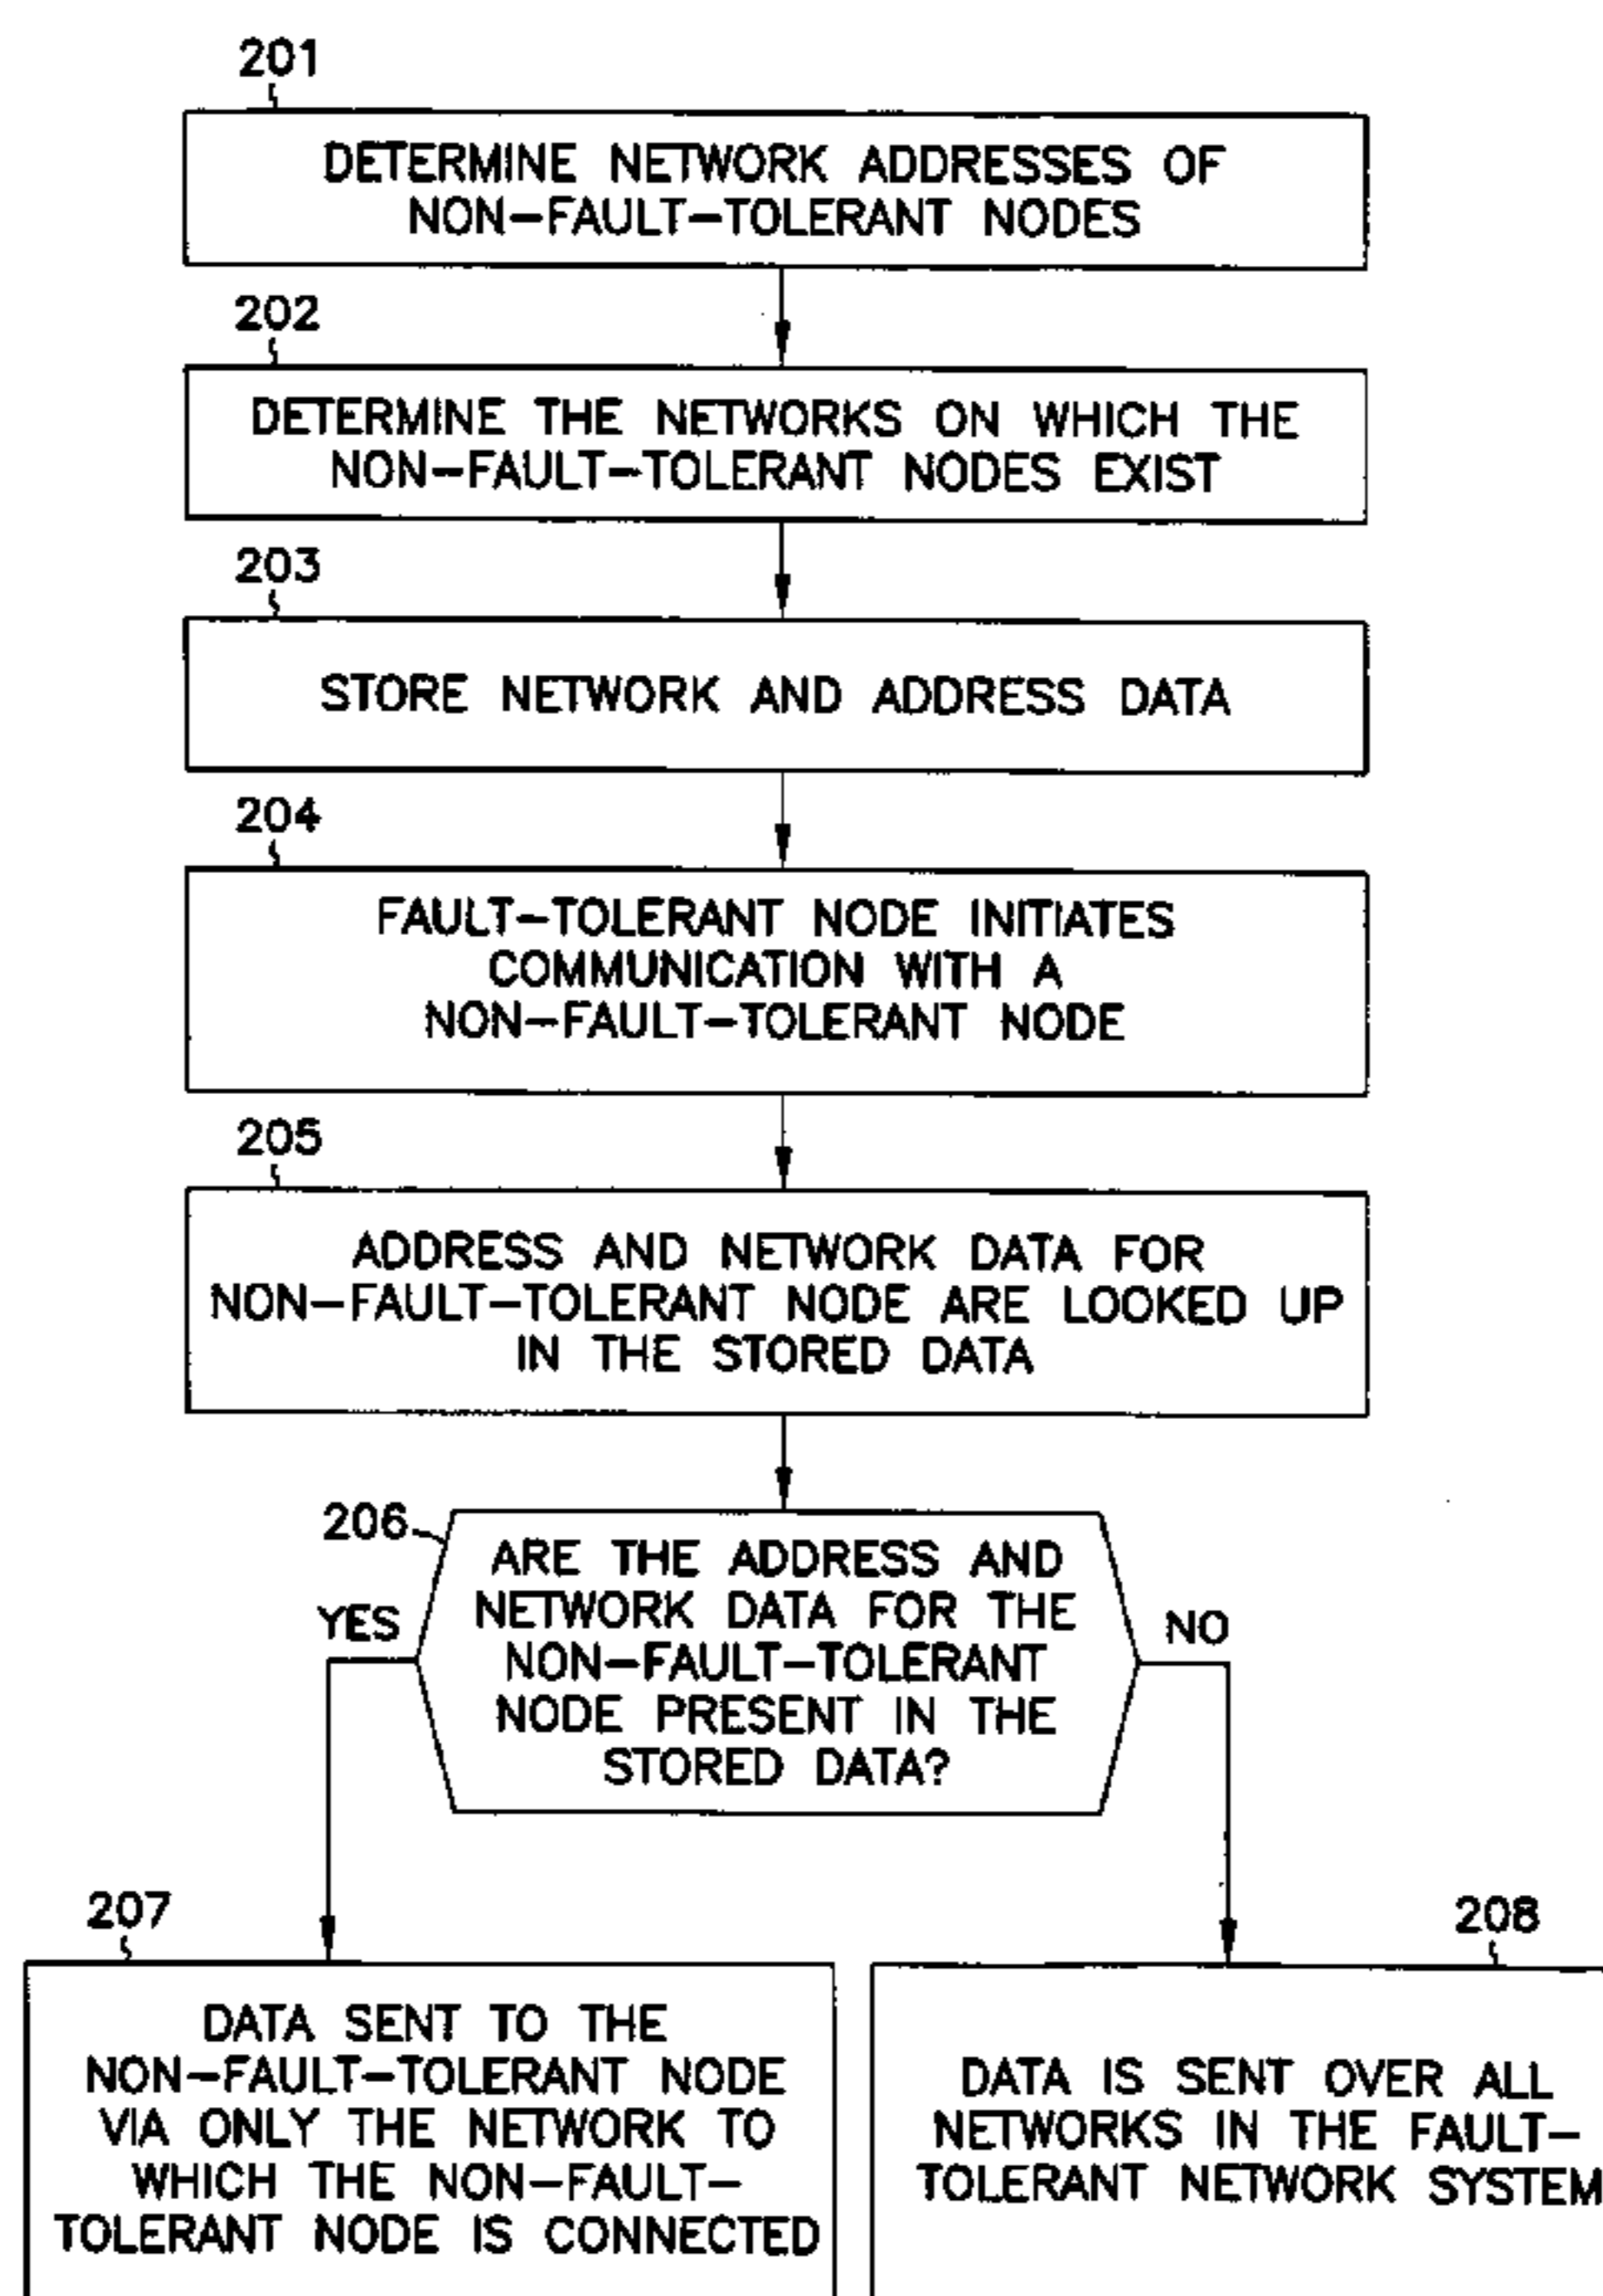 201
DETERMINE NETWORK ADDRESSES OF
NON-FAULT-TOLERANT NODES
202
DETERMINE THE NETWORKS ON WHICH THE
NON-FAULT-TOLERANT NODES EXIST
203
STORE NETWORK AND ADDRESS DATA
204
FAULT-TOLERANT NODE INITIATES
COMMUNICATION WITH A
NON-FAULT-TOLERANT NODE
205
ADDRESS AND NETWORK DATA FOR
NON-FAULT-TOLERANT NODE ARE LOOKED UP
IN THE STORED DATA
206
ARE THE ADDRESS AND
NETWORK DATA FOR THE
NON-FAULT-TOLERANT
NODE PRESENT IN THE
STORED DATA?
YES
NO
207
DATA SENT TO THE
NON-FAULT-TOLERANT NODE
VIA ONLY THE NETWORK TO
WHICH THE NON-FAULT-
TOLERANT NODE IS CONNECTED
208
DATA IS SENT OVER ALL
NETWORKS IN THE FAULT-
TOLERANT NETWORK SYSTEM